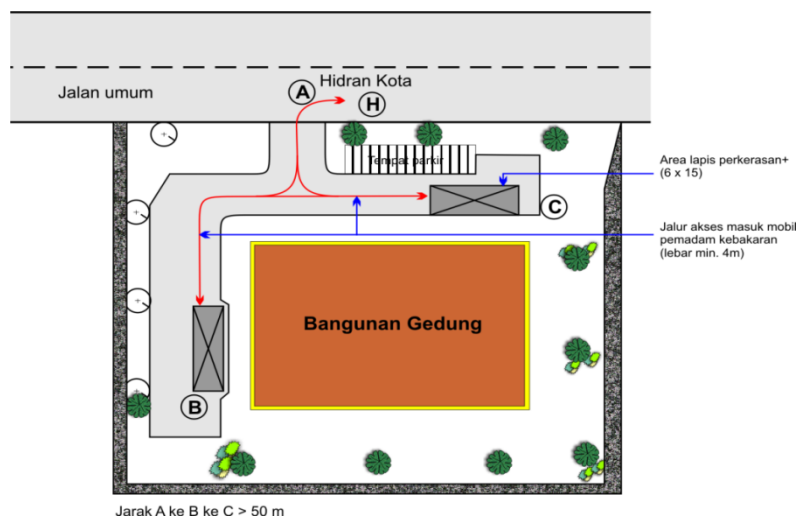 Hidran Kota
A
H
Jalan umum
Tempat parkir
Area lapis perkerasan+
(6 x 15)
C
Jalur akses masuk mobil
pemadam kebakaran
(lebar min. 4m)
Bangunan Gedung
B
Jarak A ke B ke C > 50 m